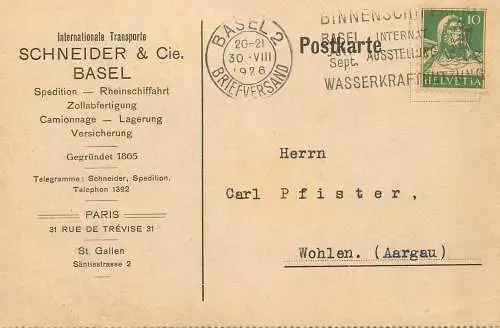 Internationale Transporte
SCHNEIDER & Cie.
BASEL
Spedition — Rheinschiffahrt
Zollabfertigung
Camionnage — Lagerung
Versicherung
Gegründet 1865
Telegramme: Schneider, Spedition.
Telephon 1392
PARIS
31 RUE DE TRÉVISE 31
St. Gallen
Säntisstrasse 2
BASEL 2
20-21
30·VIII
1926
BRIEFVERSAND
BINNENSCH
BASEL INTERNAT
Sept. AUSSTELLUNG
WASSERKRAFTNUTZUNG
Postkarte
10
HELVETIA
Herrn
Carl Pfister,
Wohlen. (Aargau)